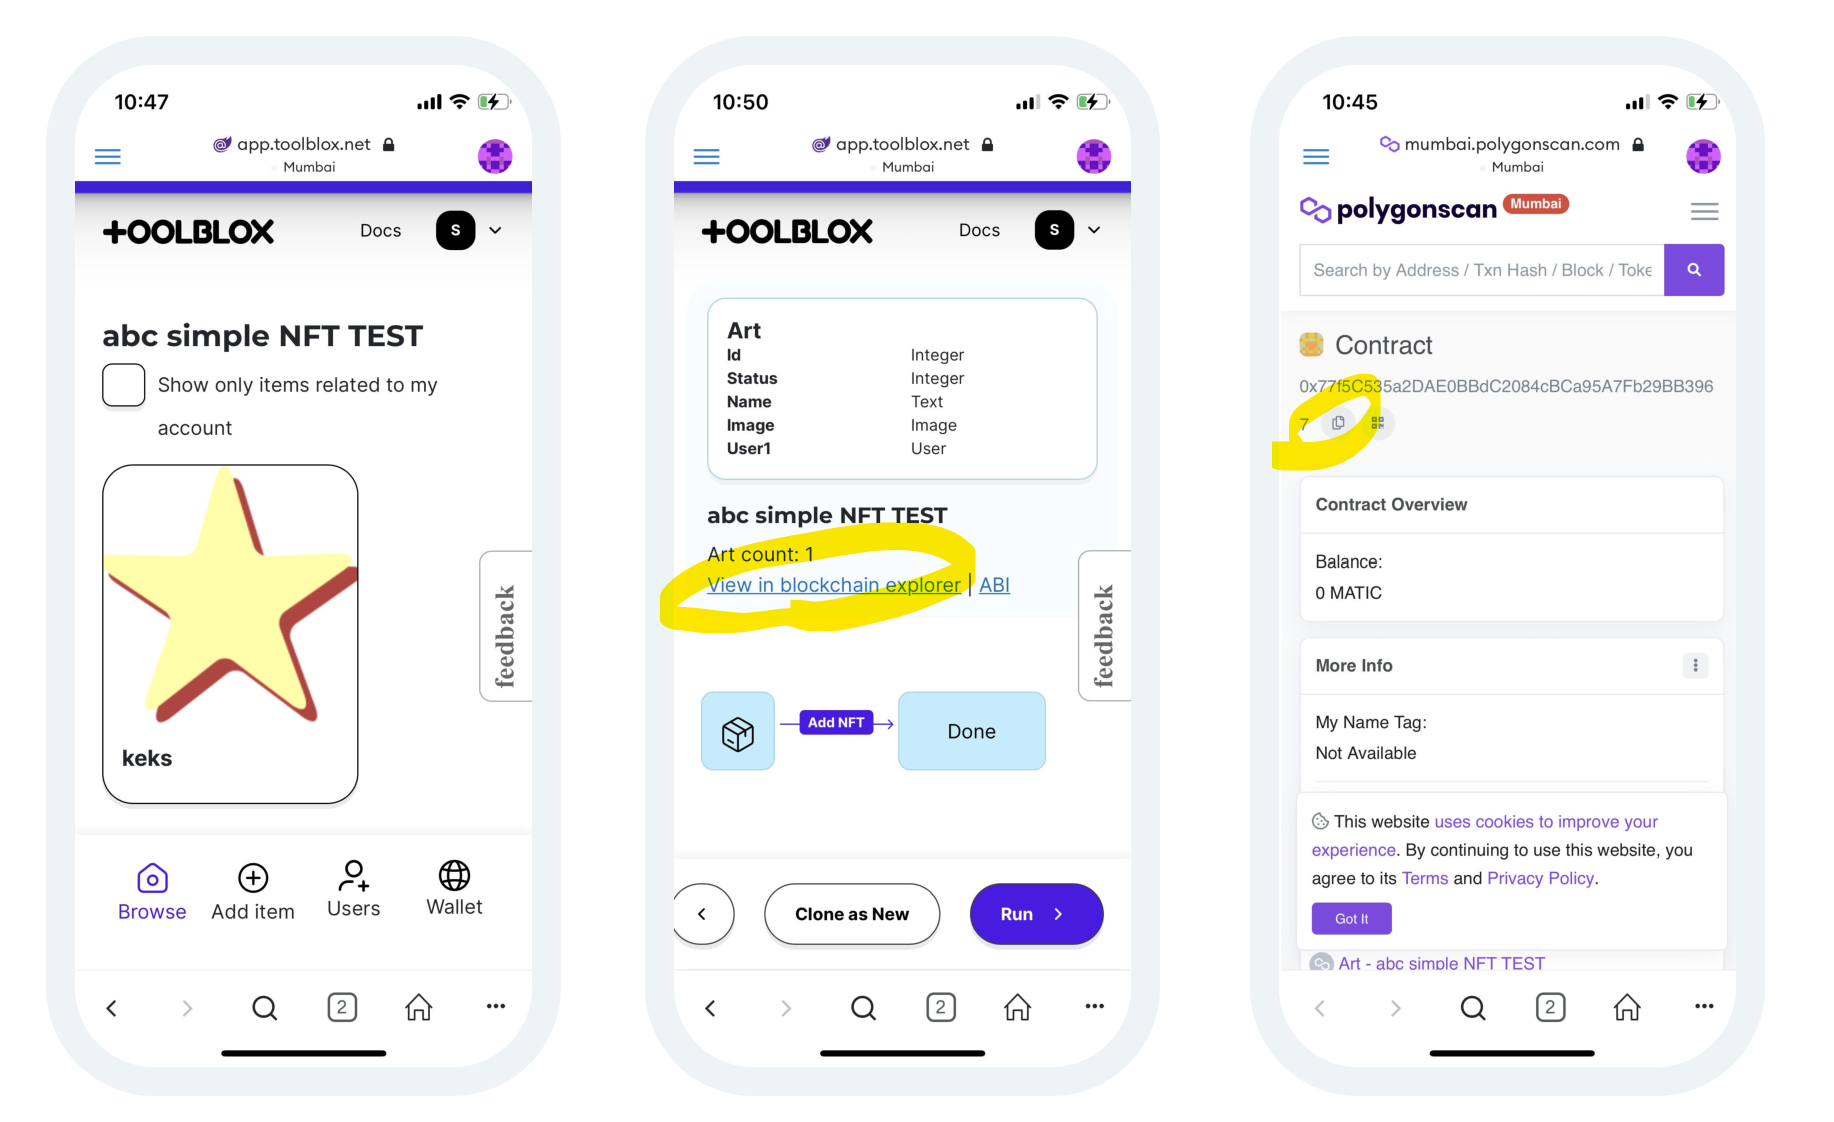 10:47
app.toolblox.net
Mumbai
+OOLBLOX
Docs
S
abc simple NFT TEST
Show only items related to my
account
keks
feedback
Browse
Add item
Users
Wallet
2
10:50
app.toolblox.net
Mumbai
+OOLBLOX
Docs
S
Art
Id Integer
Status Integer
Name Text
Image Image
User1 User
abc simple NFT TEST
Art count: 1
View in blockchain explorer | ABI
feedback
Add NFT
Done
Clone as New
Run
2
10:45
mumbai.polygonscan.com
Mumbai
polygonscan Mumbai
Search by Address / Txn Hash / Block / Toke
Contract
0x77f5C535a2DAE0BBdC2084cBCa95A7Fb29BB396
7
Contract Overview
Balance:
0 MATIC
More Info
My Name Tag:
Not Available
This website uses cookies to improve your
experience. By continuing to use this website, you
agree to its Terms and Privacy Policy.
Got It
Art - abc simple NFT TEST
2